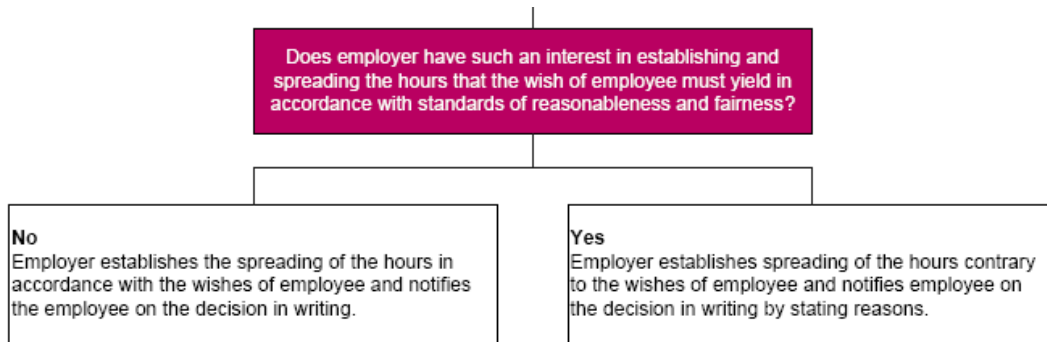 Does employer have such an interest in establishing and
spreading the hours that the wish of employee must yield in
accordance with standards of reasonableness and fairness?
No
Employer establishes the spreading of the hours in
accordance with the wishes of employee and notifies
the employee on the decision in writing.
Yes
Employer establishes spreading of the hours contrary
to the wishes of employee and notifies employee on
the decision in writing by stating reasons.